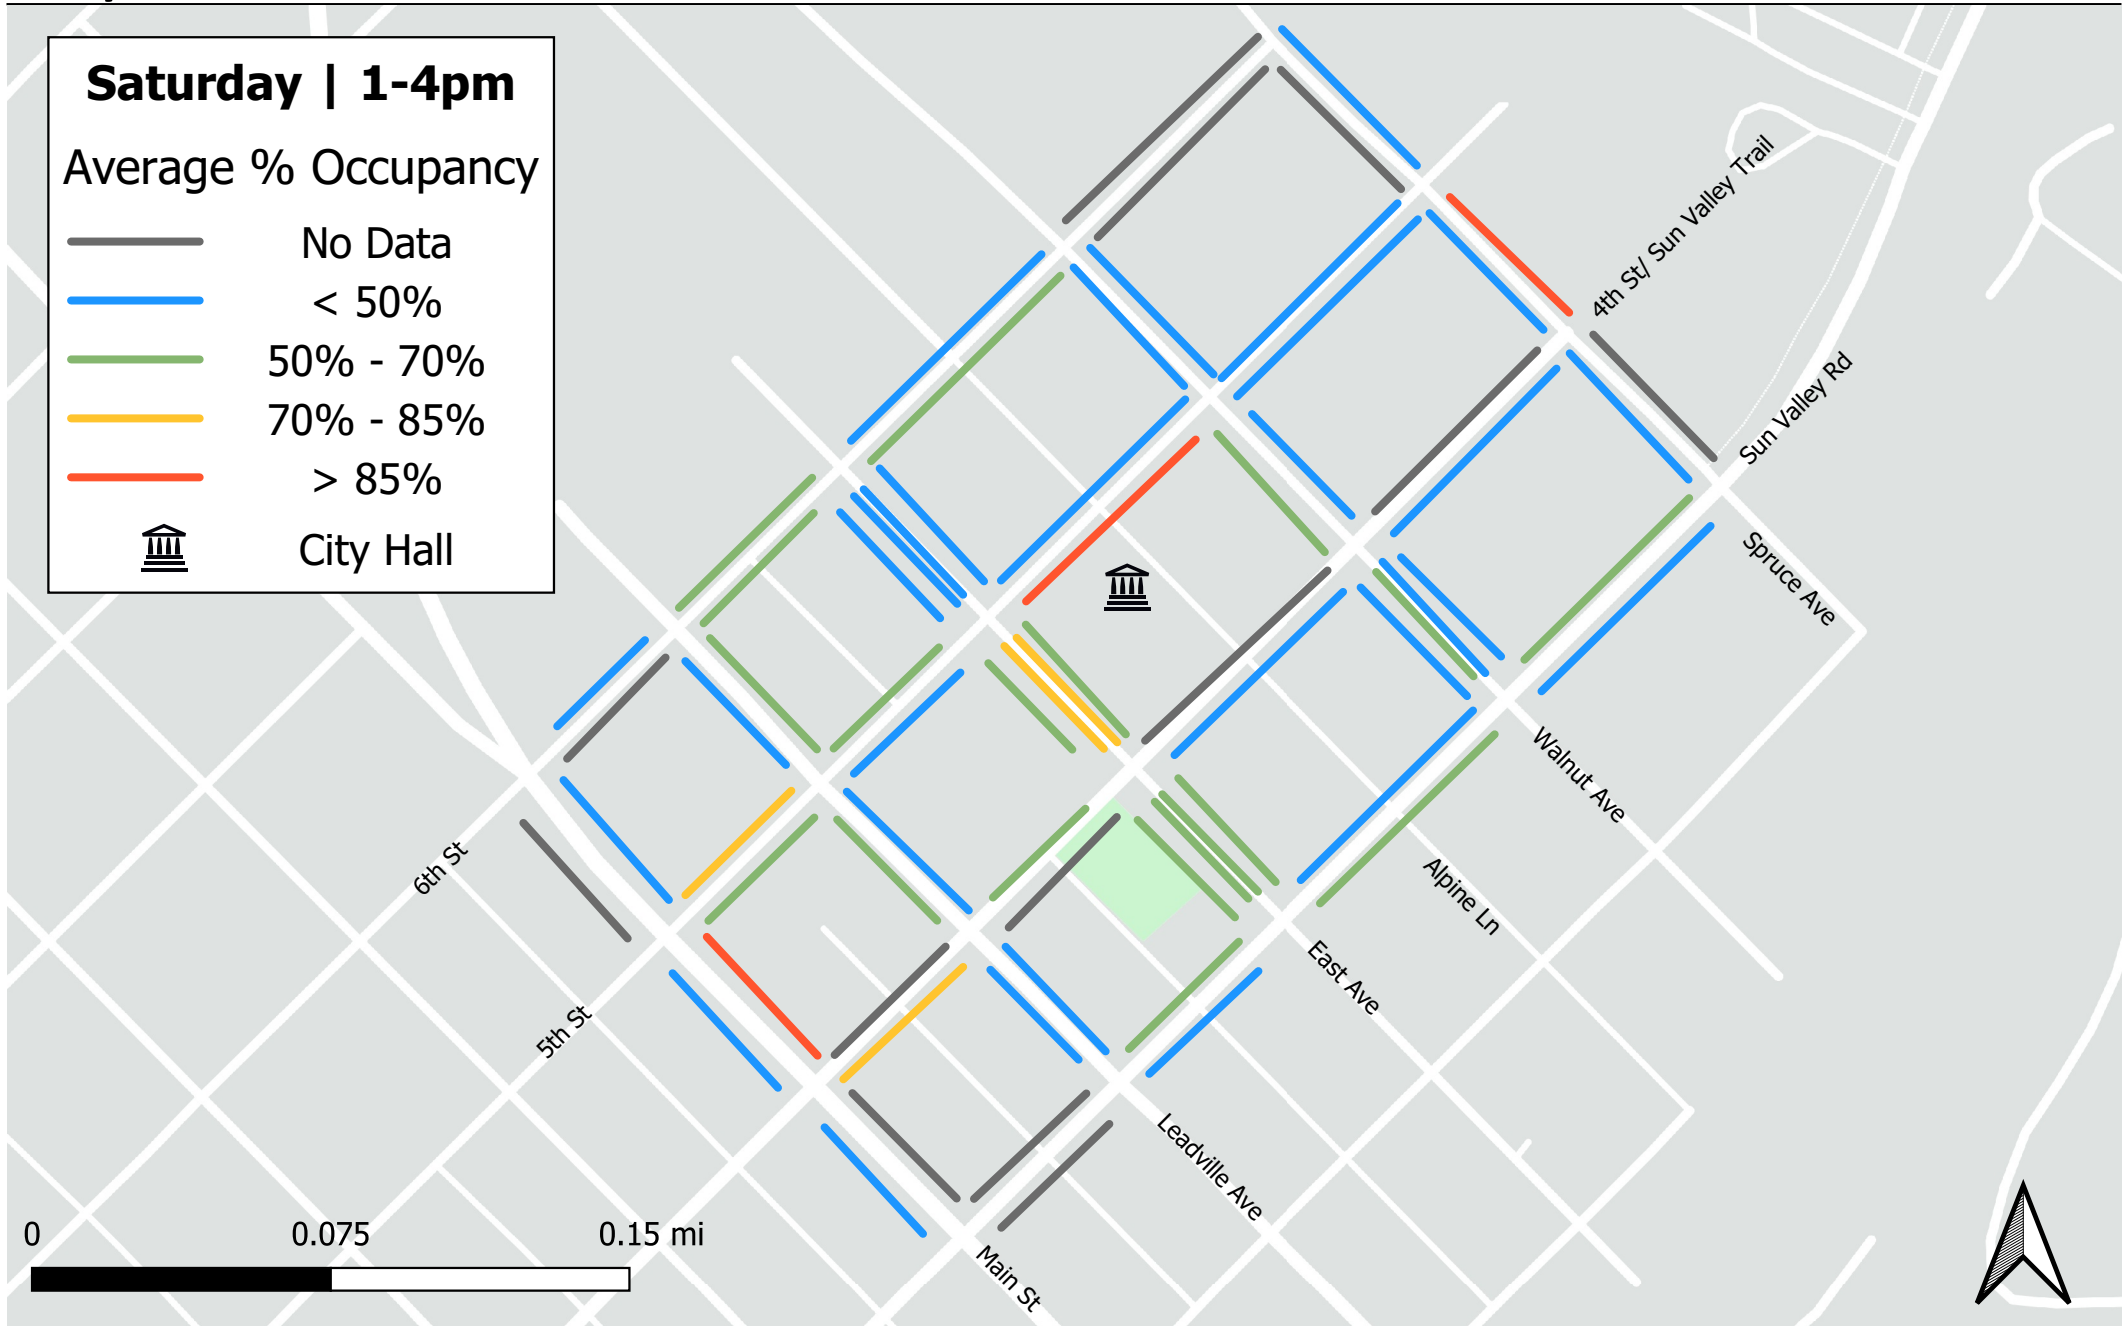 Saturday | 1-4pm
Average % Occupancy
No Data
< 50%
50% - 70%
70% - 85%
> 85%
City Hall
4th St/ Sun Valley Trail
Sun Valley Rd
Spruce Ave
Walnut Ave
Alpine Ln
East Ave
Leadville Ave
Main St
6th St
5th St
0 0.075 0.15 mi